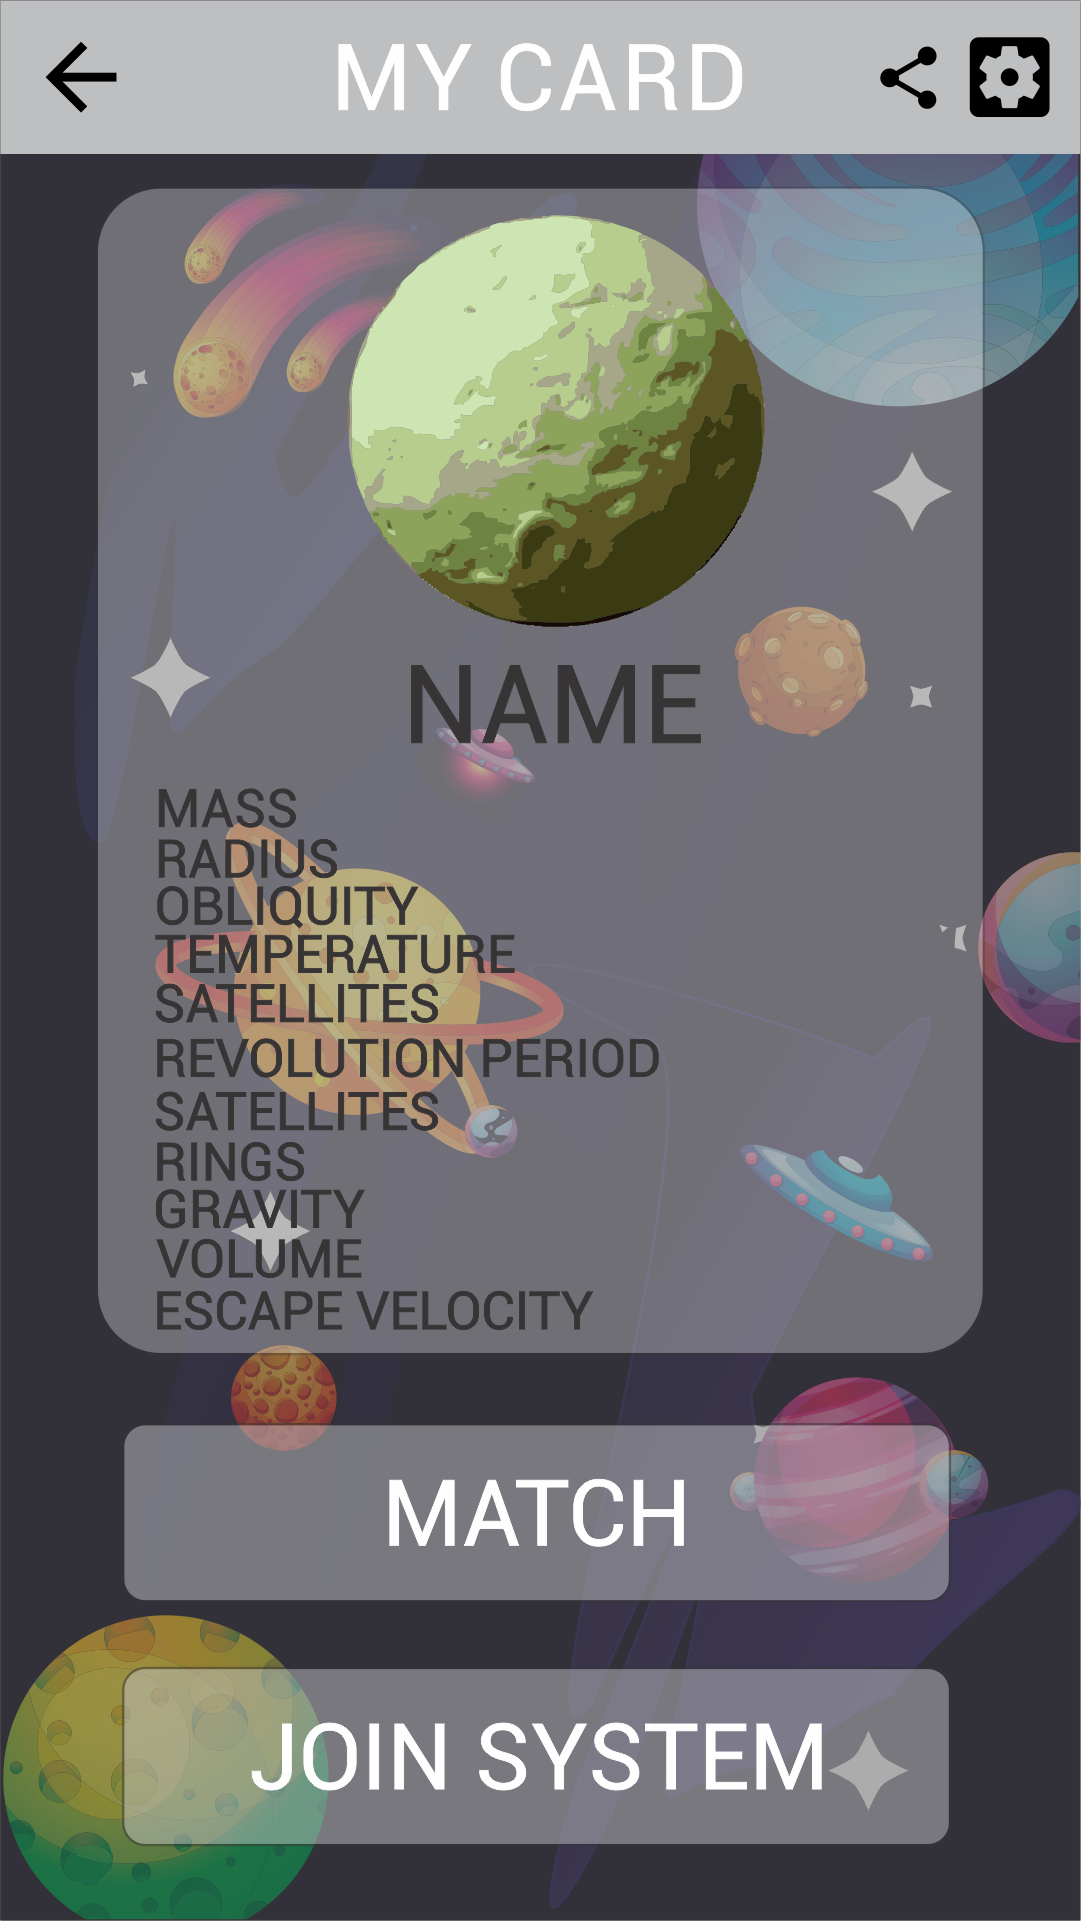 MY CARD
NAME
MASS
RADIUS
OBLIQUITY
TEMPERATURE
SATELLITES
REVOLUTION PERIOD
SATELLITES
RINGS
GRAVITY
VOLUME
ESCAPE VELOCITY
MATCH
JOIN SYSTEM